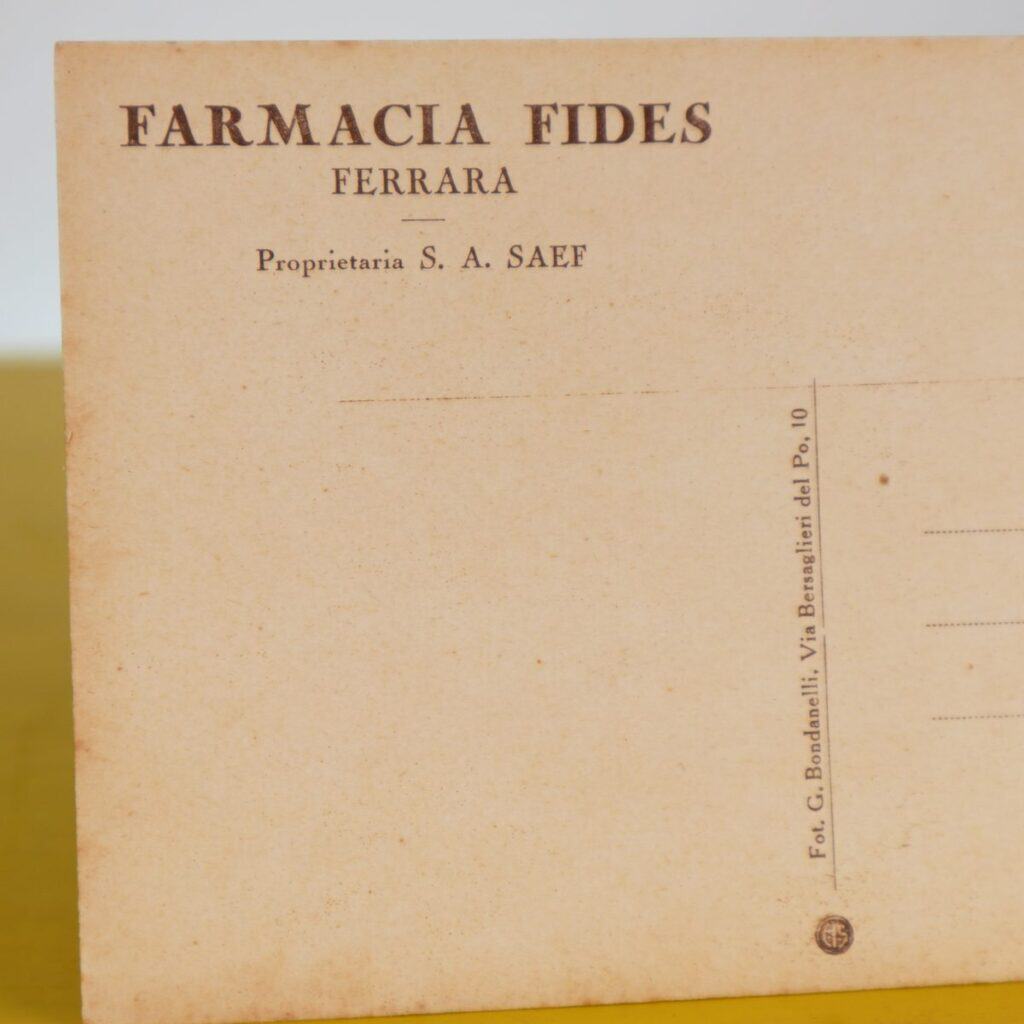 FARMACIA FIDES
FERRARA
Proprietaria S. A. SAEF
Fot. G. Bondanelli, Via Bersaglieri del Po, 10